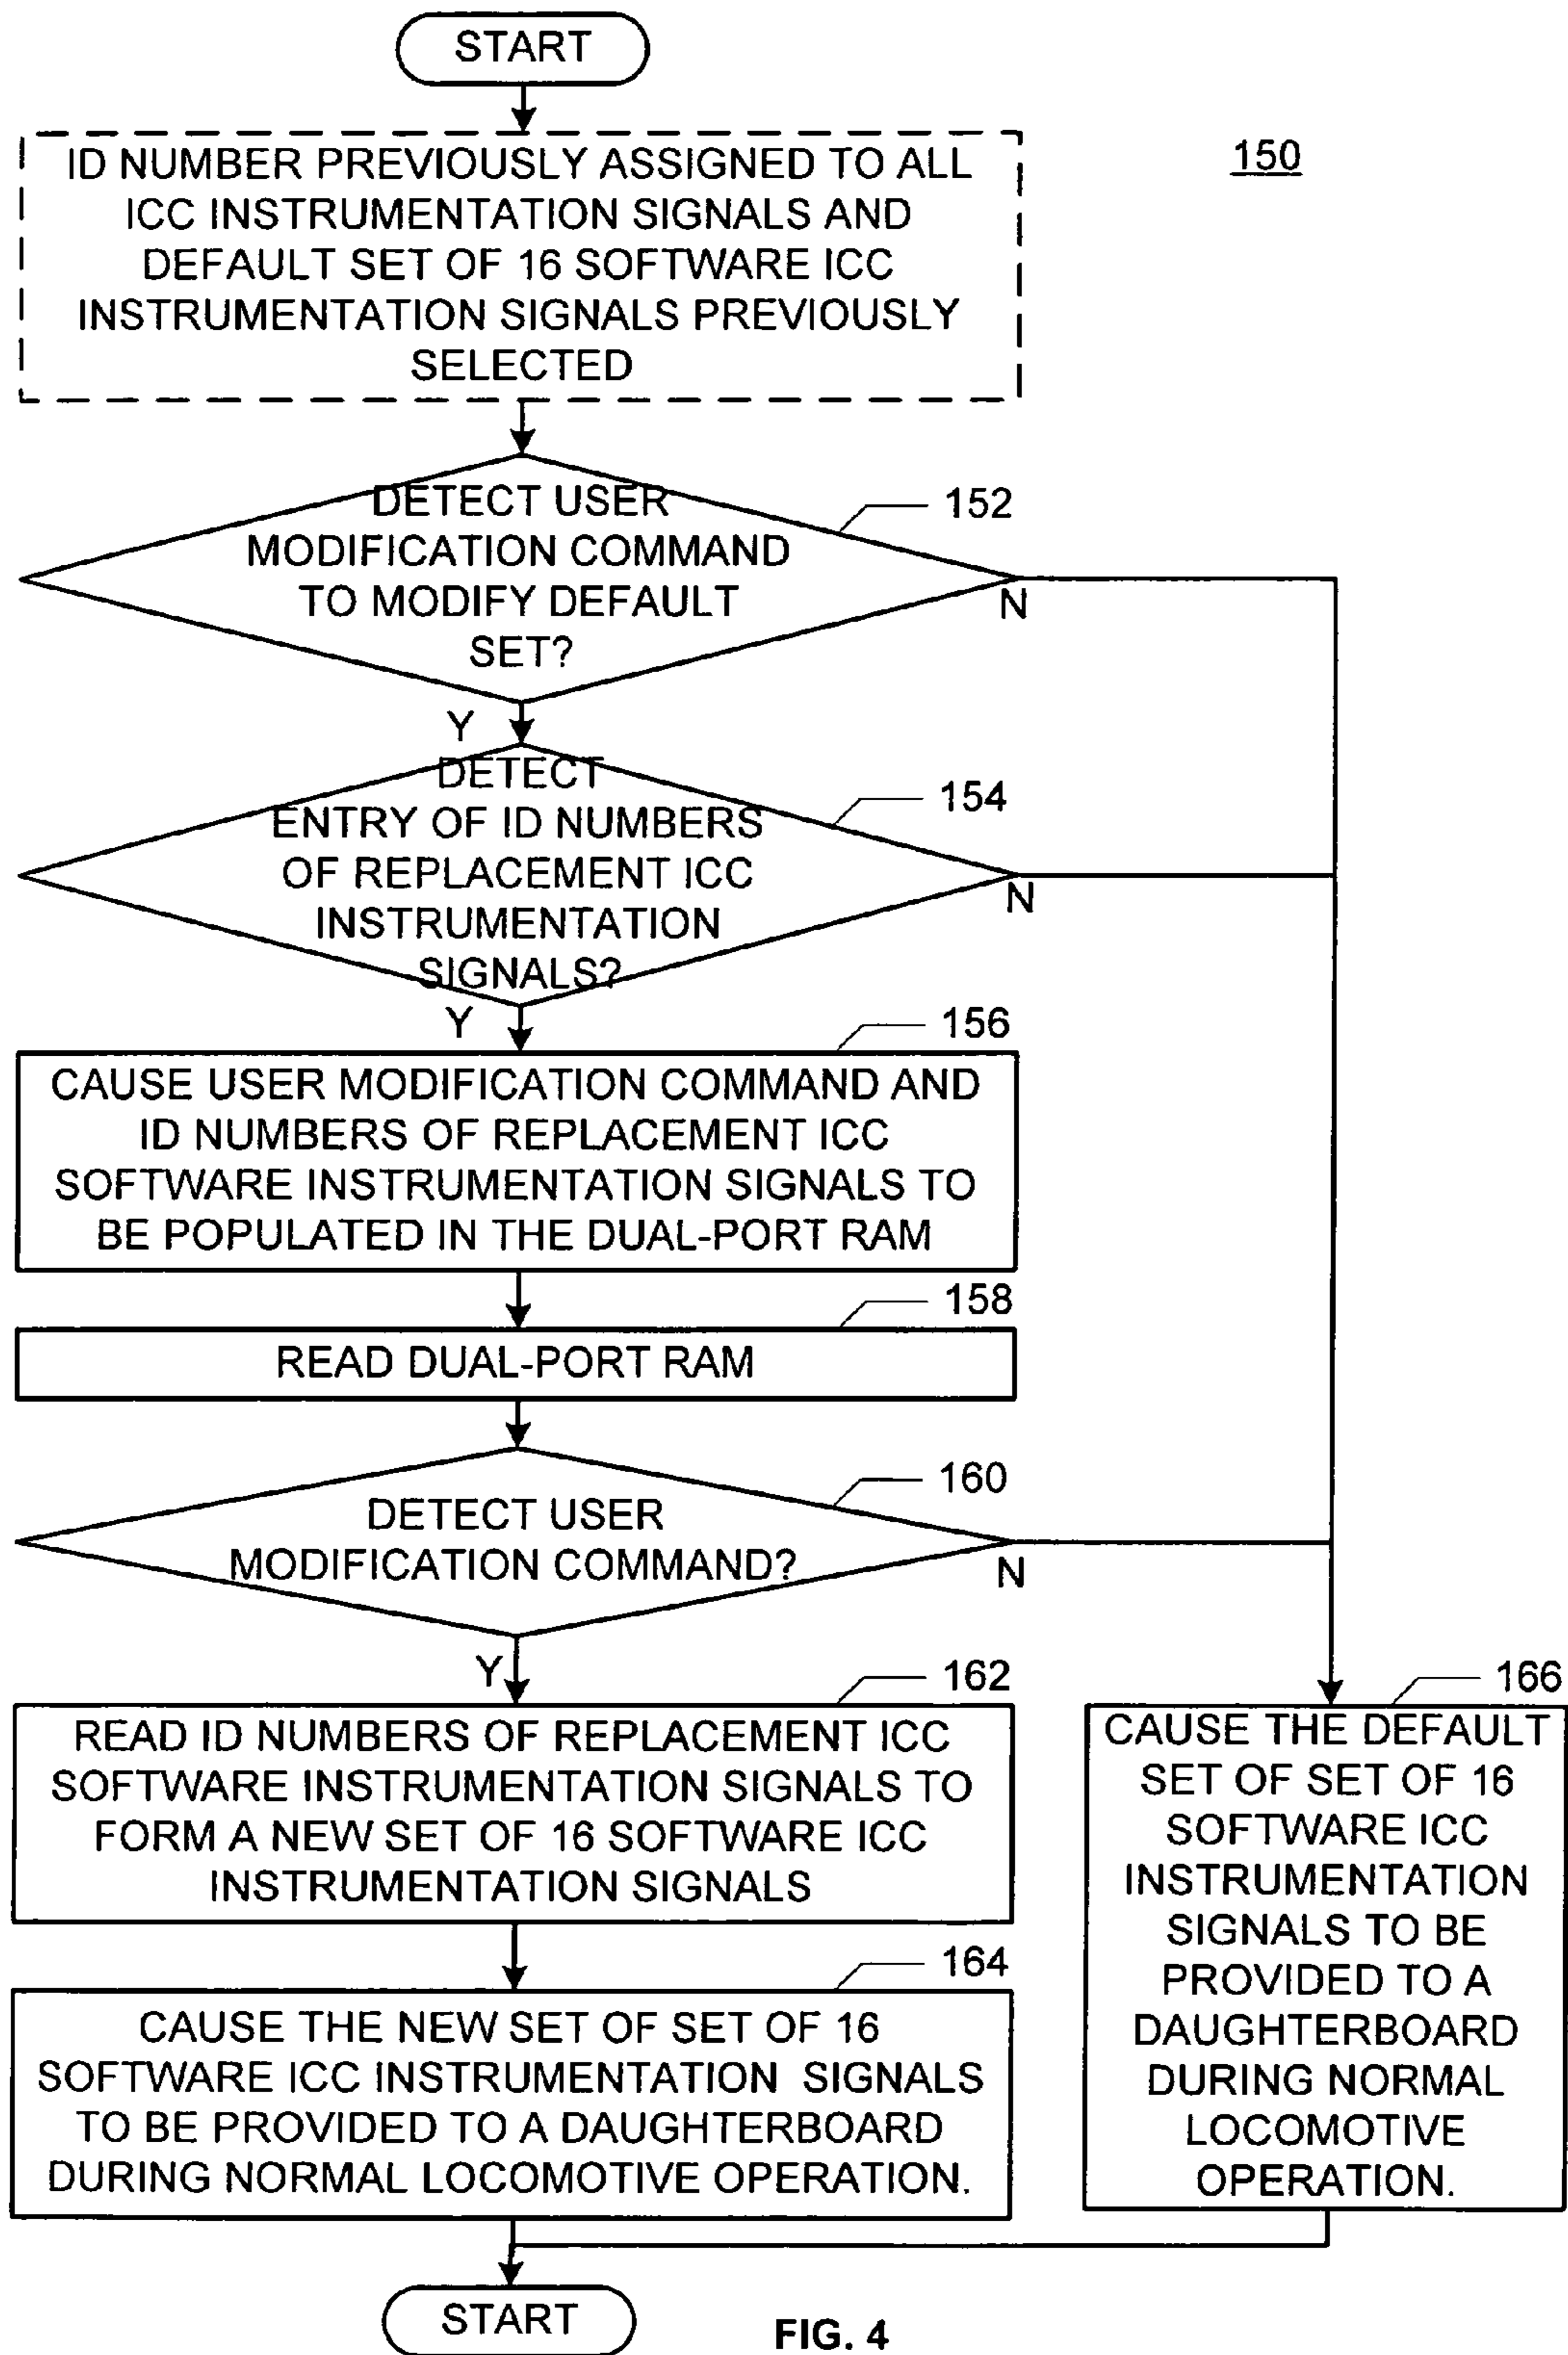 START
150
ID NUMBER PREVIOUSLY ASSIGNED TO ALL
ICC INSTRUMENTATION SIGNALS AND
DEFAULT SET OF 16 SOFTWARE ICC
INSTRUMENTATION SIGNALS PREVIOUSLY
SELECTED
152
DETECT USER
MODIFICATION COMMAND
TO MODIFY DEFAULT
SET?
N
Y
154
DETECT
ENTRY OF ID NUMBERS
OF REPLACEMENT ICC
INSTRUMENTATION
SIGNALS?
N
Y
156
CAUSE USER MODIFICATION COMMAND AND
ID NUMBERS OF REPLACEMENT ICC
SOFTWARE INSTRUMENTATION SIGNALS TO
BE POPULATED IN THE DUAL-PORT RAM
158
READ DUAL-PORT RAM
160
DETECT USER
MODIFICATION COMMAND?
N
Y
162
READ ID NUMBERS OF REPLACEMENT ICC
SOFTWARE INSTRUMENTATION SIGNALS TO
FORM A NEW SET OF 16 SOFTWARE ICC
INSTRUMENTATION SIGNALS
164
CAUSE THE NEW SET OF SET OF 16
SOFTWARE ICC INSTRUMENTATION SIGNALS
TO BE PROVIDED TO A DAUGHTERBOARD
DURING NORMAL LOCOMOTIVE OPERATION.
166
CAUSE THE DEFAULT
SET OF SET OF 16
SOFTWARE ICC
INSTRUMENTATION
SIGNALS TO BE
PROVIDED TO A
DAUGHTERBOARD
DURING NORMAL
LOCOMOTIVE
OPERATION.
START
FIG. 4